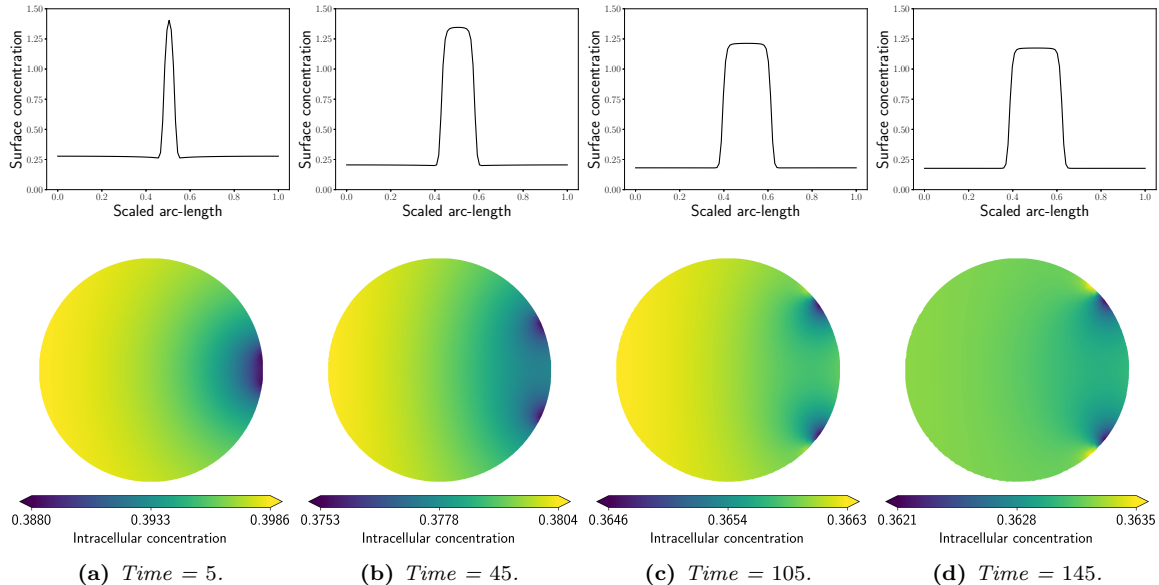 Surface concentration
1.50
1.25
1.00
0.75
0.50
0.25
0.00
0.0 0.2 0.4 0.6 0.8 1.0
Scaled arc-length
Surface concentration
1.50
1.25
1.00
0.75
0.50
0.25
0.00
0.0 0.2 0.4 0.6 0.8 1.0
Scaled arc-length
Surface concentration
1.50
1.25
1.00
0.75
0.50
0.25
0.00
0.0 0.2 0.4 0.6 0.8 1.0
Scaled arc-length
Surface concentration
1.50
1.25
1.00
0.75
0.50
0.25
0.00
0.0 0.2 0.4 0.6 0.8 1.0
Scaled arc-length
0.3880 0.3933 0.3986
Intracellular concentration
(a) Time = 5.
0.3753 0.3778 0.3804
Intracellular concentration
(b) Time = 45.
0.3646 0.3654 0.3663
Intracellular concentration
(c) Time = 105.
0.3621 0.3628 0.3635
Intracellular concentration
(d) Time = 145.